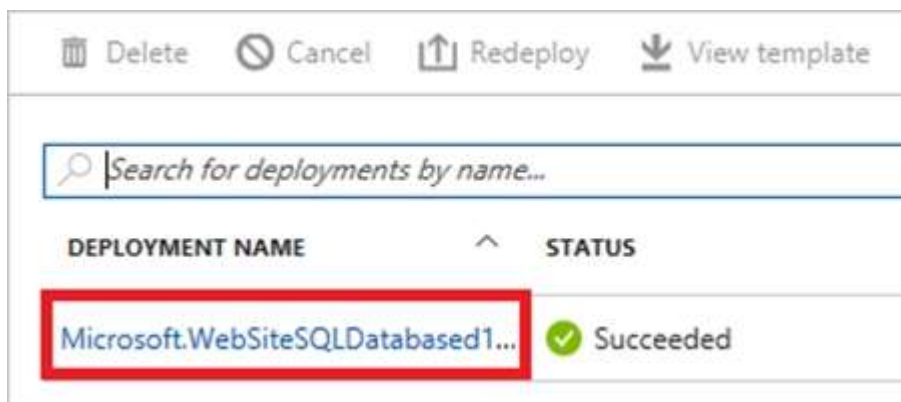 Delete Cancel Redeploy View template
Search for deployments by name...
DEPLOYMENT NAME STATUS
Microsoft.WebSiteSQLDatabased1... Succeeded